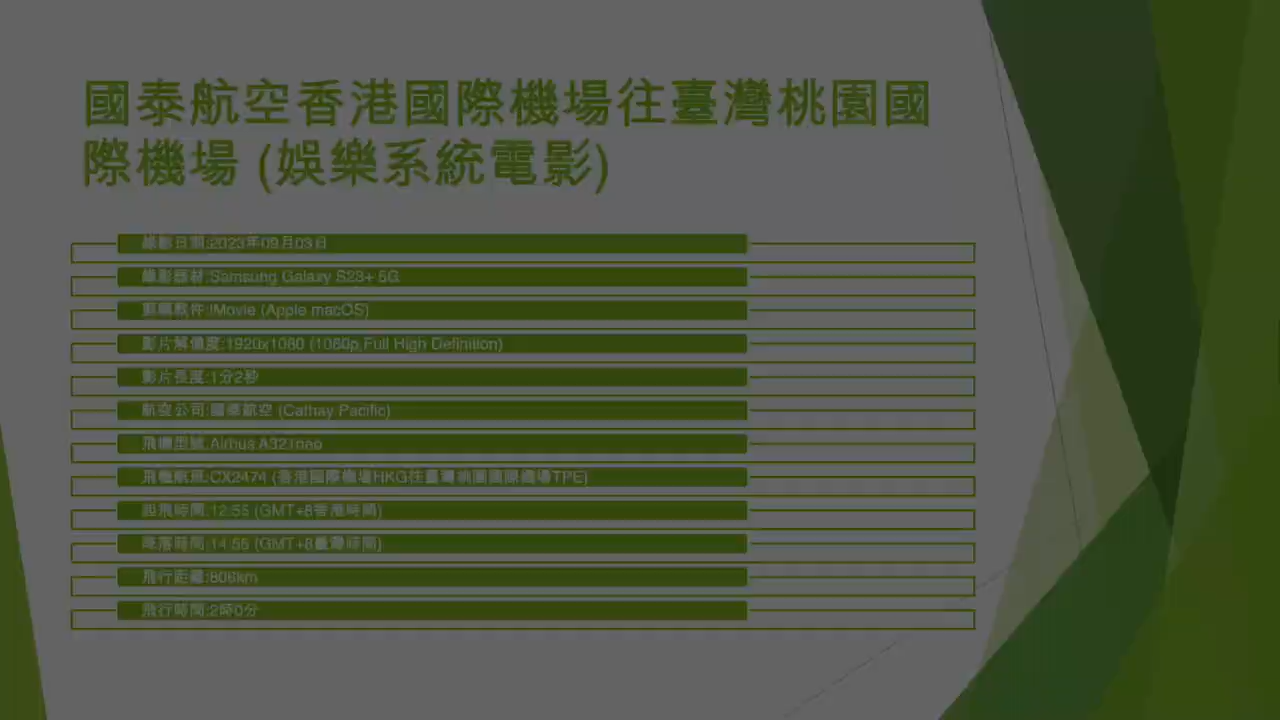 國泰航空香港國際機場往臺灣桃園國
際機場 (娛樂系統電影)
錄影日期:2023年09月03日
錄影器材:Samsung Galaxy S23+ 5G
剪輯軟件:iMovie (Apple macOS)
影片解像度:1920x1080 (1080p Full High Definition)
影片長度:1分2秒
航空公司:國泰航空 (Cathay Pacific)
飛機型號:Airbus A321neo
飛機航班:CX2474 (香港國際機場HKG往臺灣桃園國際機場TPE)
起飛時間:12:55 (GMT+8香港時間)
降落時間:14:55 (GMT+8臺灣時間)
飛行距離:806km
飛行時間:2時0分